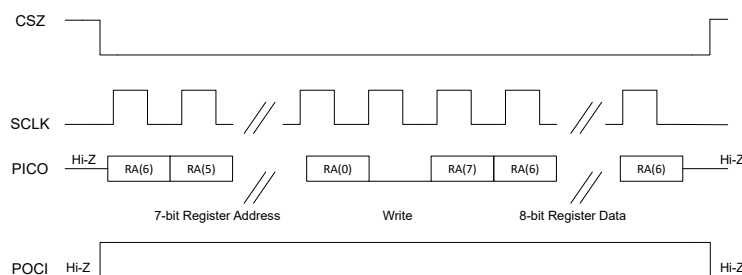 CSZ
SCLK
Hi-Z Hi-Z
PICO RA(6) RA(5) RA(0) RA(7) RA(6) RA(6)
7-bit Register Address Write 8-bit Register Data
POCI Hi-Z Hi-Z